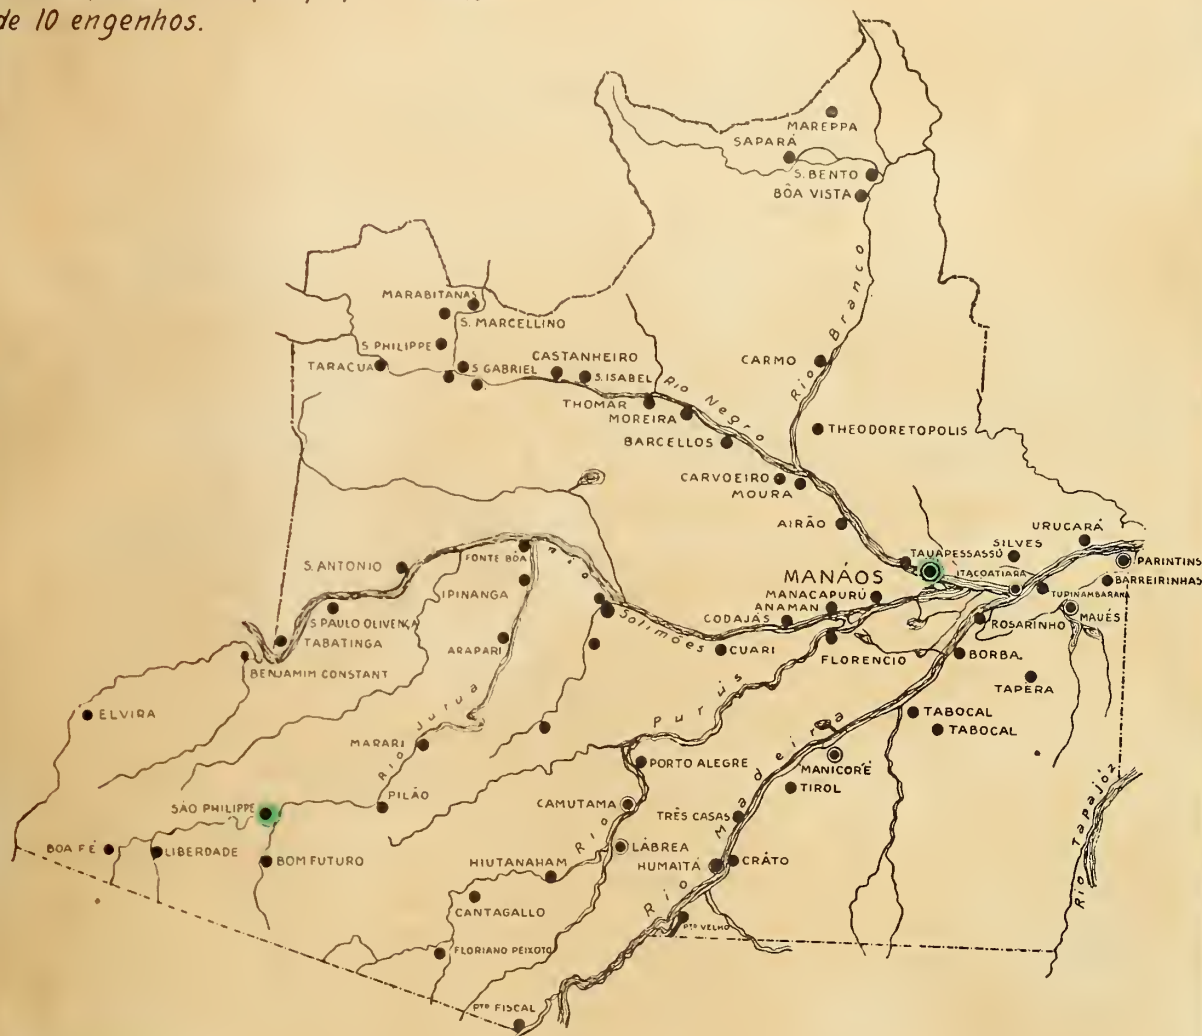 de 10 engenhos.
MAREPPA
SAPARÁ
S. BENTO
BÔA VISTA
MARABITANAS
S. MARCELLINO
S PHILIPPE
TARACUA
S GABRIEL
CASTANHEIRO
S. ISABEL
THOMAR
MOREIRA
BARCELLOS
Rio Negro
CARMO
Rio Branco
THEODORETOPOLIS
CARVOEIRO
MOURA
AIRÃO
URUCARÁ
SILVES
TAUAPESSASSÚ
ITACOATIARA
PARINTINS
BARREIRINHAS
TUPINAMBARANA
MAUÉS
MANÁOS
MANACAPURÚ
ANAMAN
CODAJÁS
ROSARINHO
FONTE BÔA
S. ANTONIO
IPINANGA
Rio Solimões
S PAULO OLIVENÇA
TABATINGA
ARAPARI
CUARI
FLORENCIO
BORBA
BENJAMIM CONSTANT
TAPERA
ELVIRA
Rio Jurua
Purús
TABOCAL
TABOCAL
MARARI
PORTO ALEGRE
MANICORÉ
TIROL
SÃO PHILIPPE
PILÃO
CAMUTAMA
TRÊS CASAS
Rio Madeira
Rio Tapajóz
BOA FÉ
LIBERDADE
BOM FUTURO
HIUTANAHAM
Rio
LÁBREA
HUMAITÁ
CRÁTO
CANTAGALLO
PTO VELHO
FLORIANO PEIXOTO
PTO FISCAL